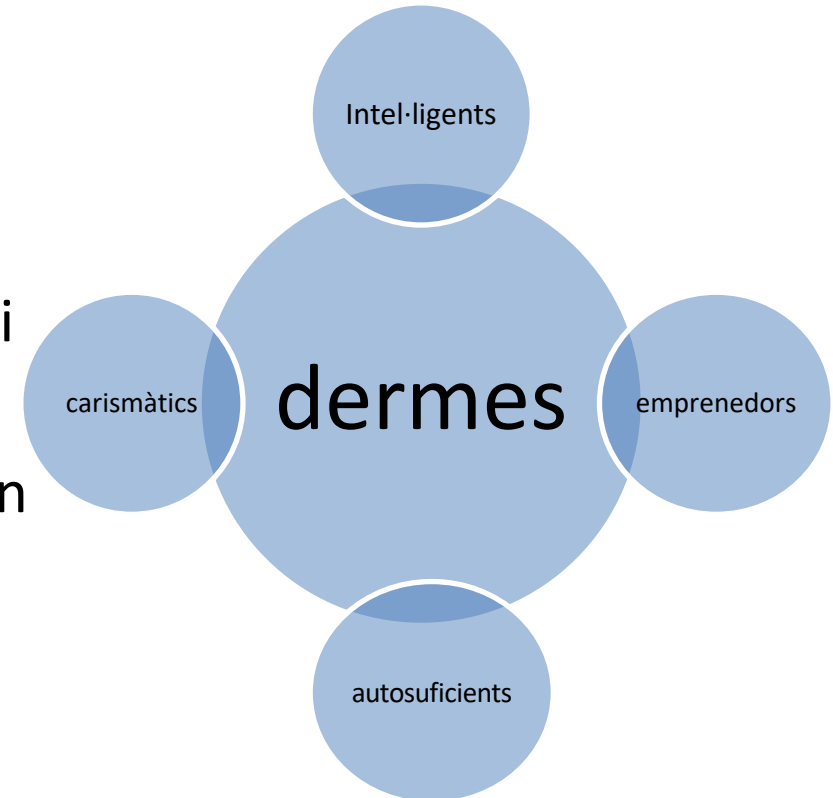 Intel·ligents
i
carismàtics
dermes
emprenedors
n
autosuficients